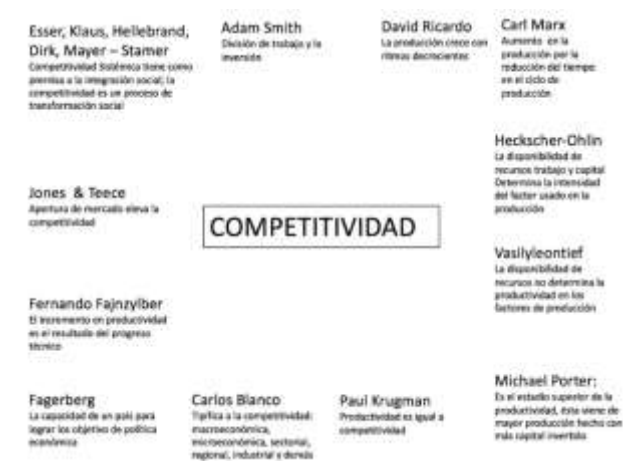 Esser, Klaus, Hellebrand,
Dirk, Mayer – Stamer
Competitividad Sistémica tiene como
premisa a la integración social; la
competitividad es un proceso de
transformación social
Adam Smith
División de trabajo y la
inversión
David Ricardo
La producción crece con
ritmos decrecientes
Carl Marx
Aumento en la
producción por la
reducción del tiempo
en el ciclo de
producción
Heckscher-Ohlin
La disponibilidad de
recursos trabajo y capital
Determina la intensidad
del factor usado en la
producción
Jones & Teece
Apertura de mercado eleva la
competitividad
COMPETITIVIDAD
Vasilyleontief
La disponibilidad de
recursos no determina la
productividad en los
factores de producción
Fernando Fajnzylber
El incremento en productividad
es el resultado del progreso
técnico
Michael Porter:
Es el estadio superior de la
productividad, ésta viene de
mayor producción hecha con
más capital invertido
Fagerberg
La capacidad de un país para
lograr los objetivo de política
económica
Carlos Blanco
Tipifica a la competitividad:
macroeconómica,
microeconómica, sectorial,
regional, industrial y demás
Paul Krugman
Productividad es igual a
competitividad